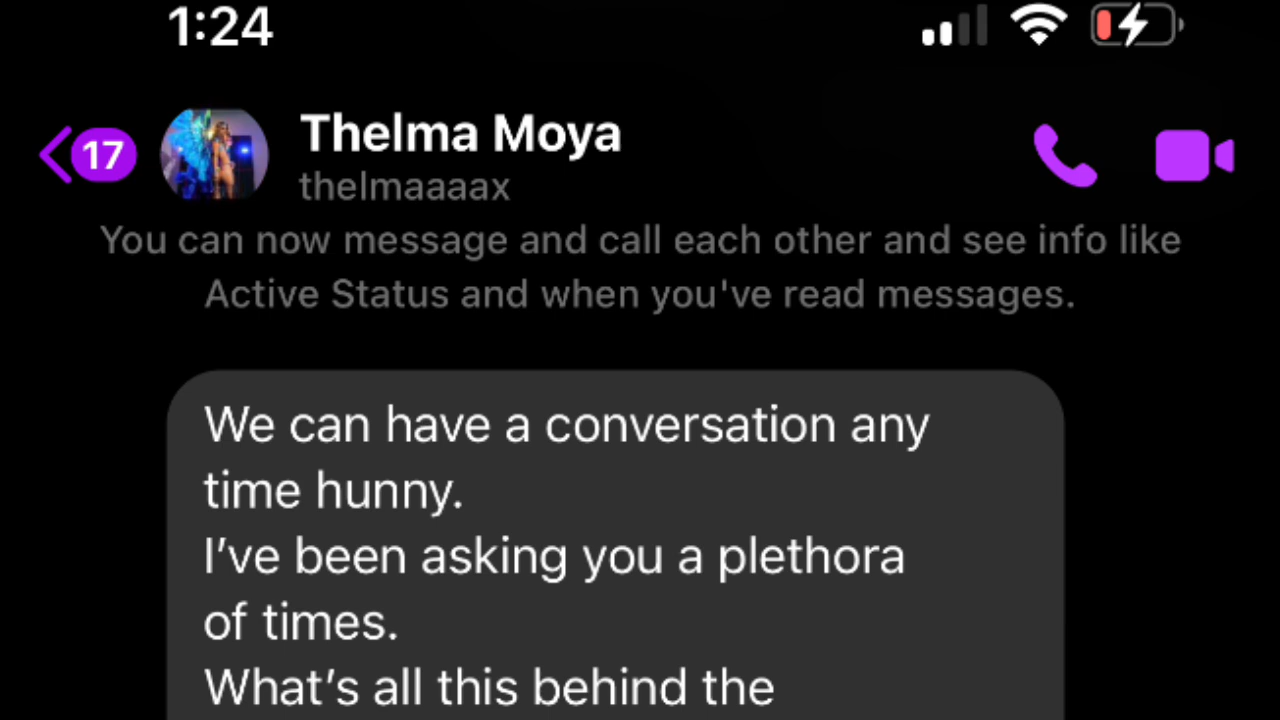 1:24
17
Thelma Moya
thelmaaaax
You can now message and call each other and see info like
Active Status and when you've read messages.
We can have a conversation any
time hunny.
I’ve been asking you a plethora
of times.
What’s all this behind the